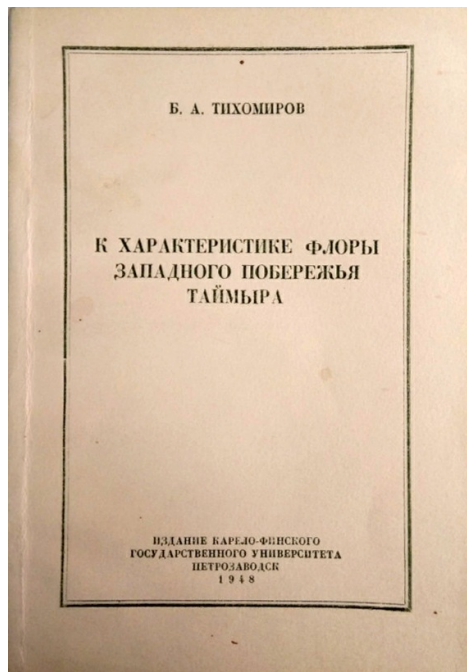 Б. А. ТИХОМИРОВ
К ХАРАКТЕРИСТИКЕ ФЛОРЫ
ЗАПАДНОГО ПОБЕРЕЖЬЯ
ТАЙМЫРА
ИЗДАНИЕ КАРЕЛО-ФИНСКОГО
ГОСУДАРСТВЕННОГО УНИВЕРСИТЕТА
ПЕТРОЗАВОДСК
1948